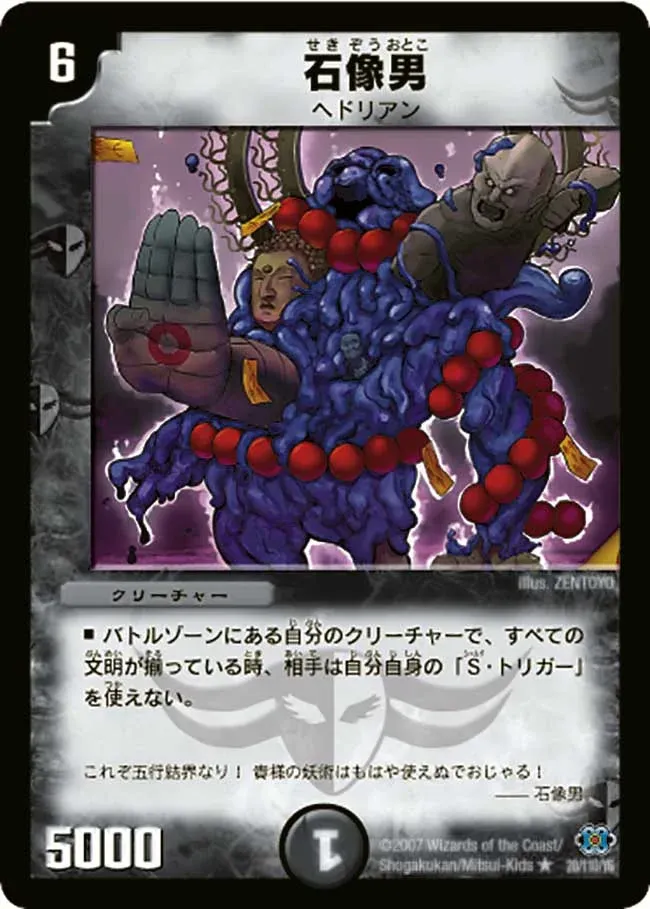 6
せきぞうおとこ
石像男
ヘドリアン
illus. ZENTOYO
クリーチャー
■ バトルゾーンにある自分のクリーチャーで、すべての
文明が揃っている時、相手は自分自身の「S・トリガー」
を使えない。
これぞ五行結界なり! 貴様の妖術はもはや使えぬでおじゃる!
—— 石像男
5000
1
©2007 Wizards of the Coast/
Shogakukan/Mitsui-Kids ★ 20/110/Y6